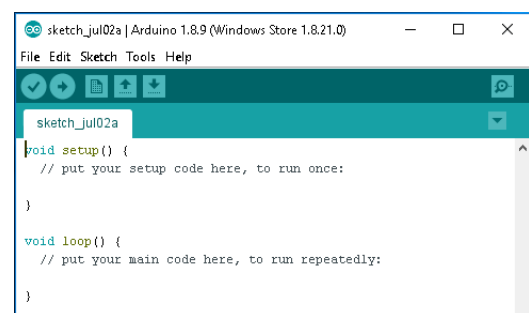 sketch_jul02a | Arduino 1.8.9 (Windows Store 1.8.21.0)
File Edit Sketch Tools Help
sketch_jul02a
void setup() {
  // put your setup code here, to run once:
}
void loop() {
  // put your main code here, to run repeatedly:
}